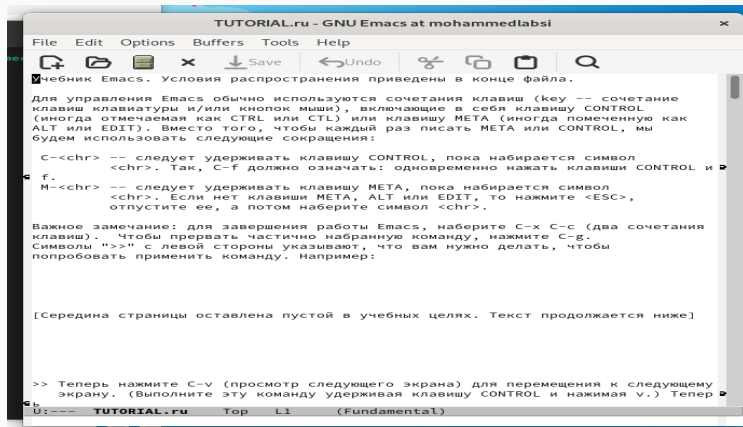 TUTORIAL.ru - GNU Emacs at mohammedlabsi
File Edit Options Buffers Tools Help
Save Undo
Учебник Emacs. Условия распространения приведены в конце файла.
Для управления Emacs обычно используются сочетания клавиш (key -- сочетание
клавиш клавиатуры и/или кнопок мыши), включающие в себя клавишу CONTROL
(иногда отмечаемая как CTRL или CTL) или клавишу META (иногда помеченную как
ALT или EDIT). Вместо того, чтобы каждый раз писать META или CONTROL, мы
будем использовать следующие сокращения:
C-<chr> -- следует удерживать клавишу CONTROL, пока набирается символ
<chr>. Так, C-f должно означать: одновременно нажать клавиши CONTROL и
f.
M-<chr> -- следует удерживать клавишу META, пока набирается символ
<chr>. Если нет клавиши META, ALT или EDIT, то нажмите <ESC>,
отпустите ее, а потом наберите символ <chr>.
Важное замечание: для завершения работы Emacs, наберите C-x C-c (два сочетания
клавиш). Чтобы прервать частично набранную команду, нажмите C-g.
Символы ">>" с левой стороны указывают, что вам нужно делать, чтобы
попробовать применить команду. Например:
[Середина страницы оставлена пустой в учебных целях. Текст продолжается ниже]
>> Теперь нажмите C-v (просмотр следующего экрана) для перемещения к следующему
экрану. (Выполните эту команду удерживая клавишу CONTROL и нажимая v.) Тепер
ь
U:--- TUTORIAL.ru Top L1 (Fundamental)